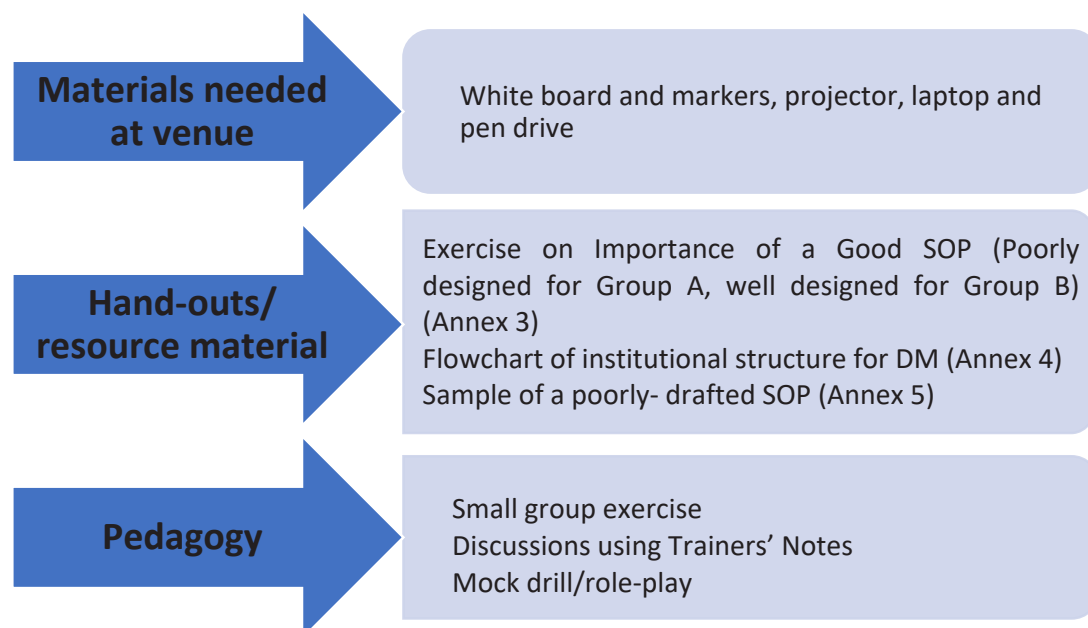 Materials needed
at venue
White board and markers, projector, laptop and
pen drive
Hand-outs/
resource material
Exercise on Importance of a Good SOP (Poorly
designed for Group A, well designed for Group B)
(Annex 3)
Flowchart of institutional structure for DM (Annex 4)
Sample of a poorly- drafted SOP (Annex 5)
Pedagogy
Small group exercise
Discussions using Trainers’ Notes
Mock drill/role-play